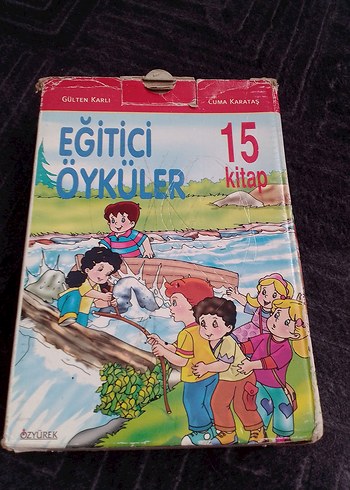 GÜLTEN KARLI
CUMA KARATAŞ
EĞİTİCİ
ÖYKÜLER
15
kitap
ÖZYÜREK